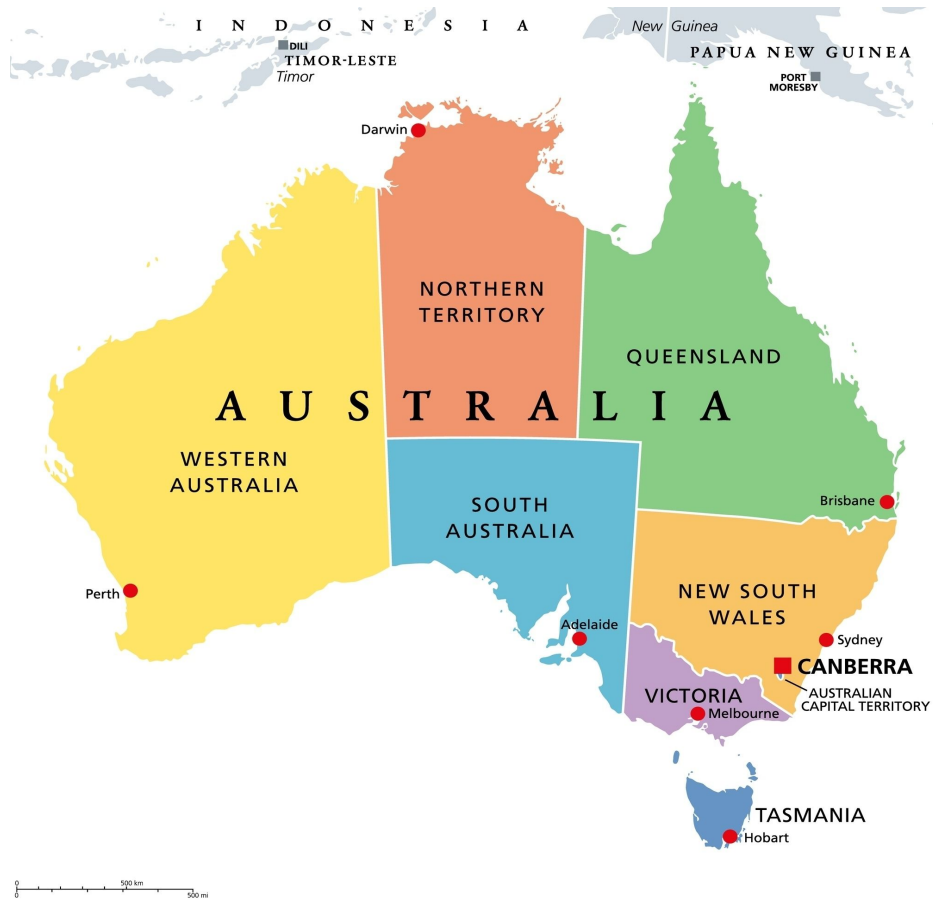 INDONESIA
New Guinea
DILI
TIMOR-LESTE
Timor
PAPUA NEW GUINEA
PORT
MORESBY
Darwin
NORTHERN
TERRITORY
QUEENSLAND
AUSTRALIA
WESTERN
AUSTRALIA
SOUTH
AUSTRALIA
Brisbane
Perth
NEW SOUTH
WALES
Adelaide
Sydney
CANBERRA
AUSTRALIAN
CAPITAL TERRITORY
VICTORIA
Melbourne
TASMANIA
Hobart
0 500 km
0 500 mi